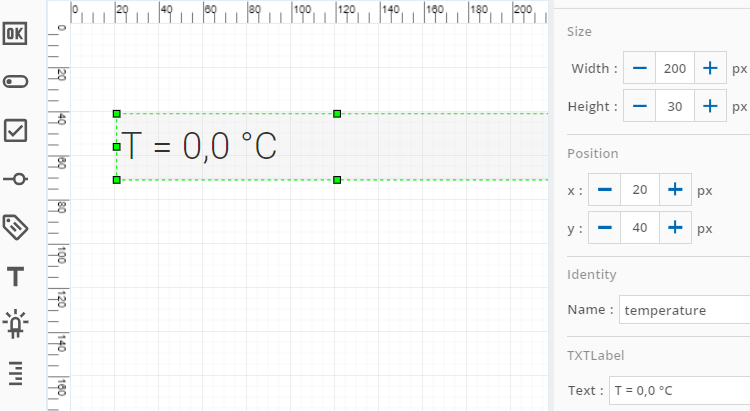 OK
0 20 40 60 80 100 120 140 160 180 200
0
20
40
60
80
100
120
140
160
T = 0,0 °C
T
Size
Width : 200 px
Height : 30 px
Position
x : 20 px
y : 40 px
Identity
Name : temperature
TXTLabel
Text : T = 0,0 °C